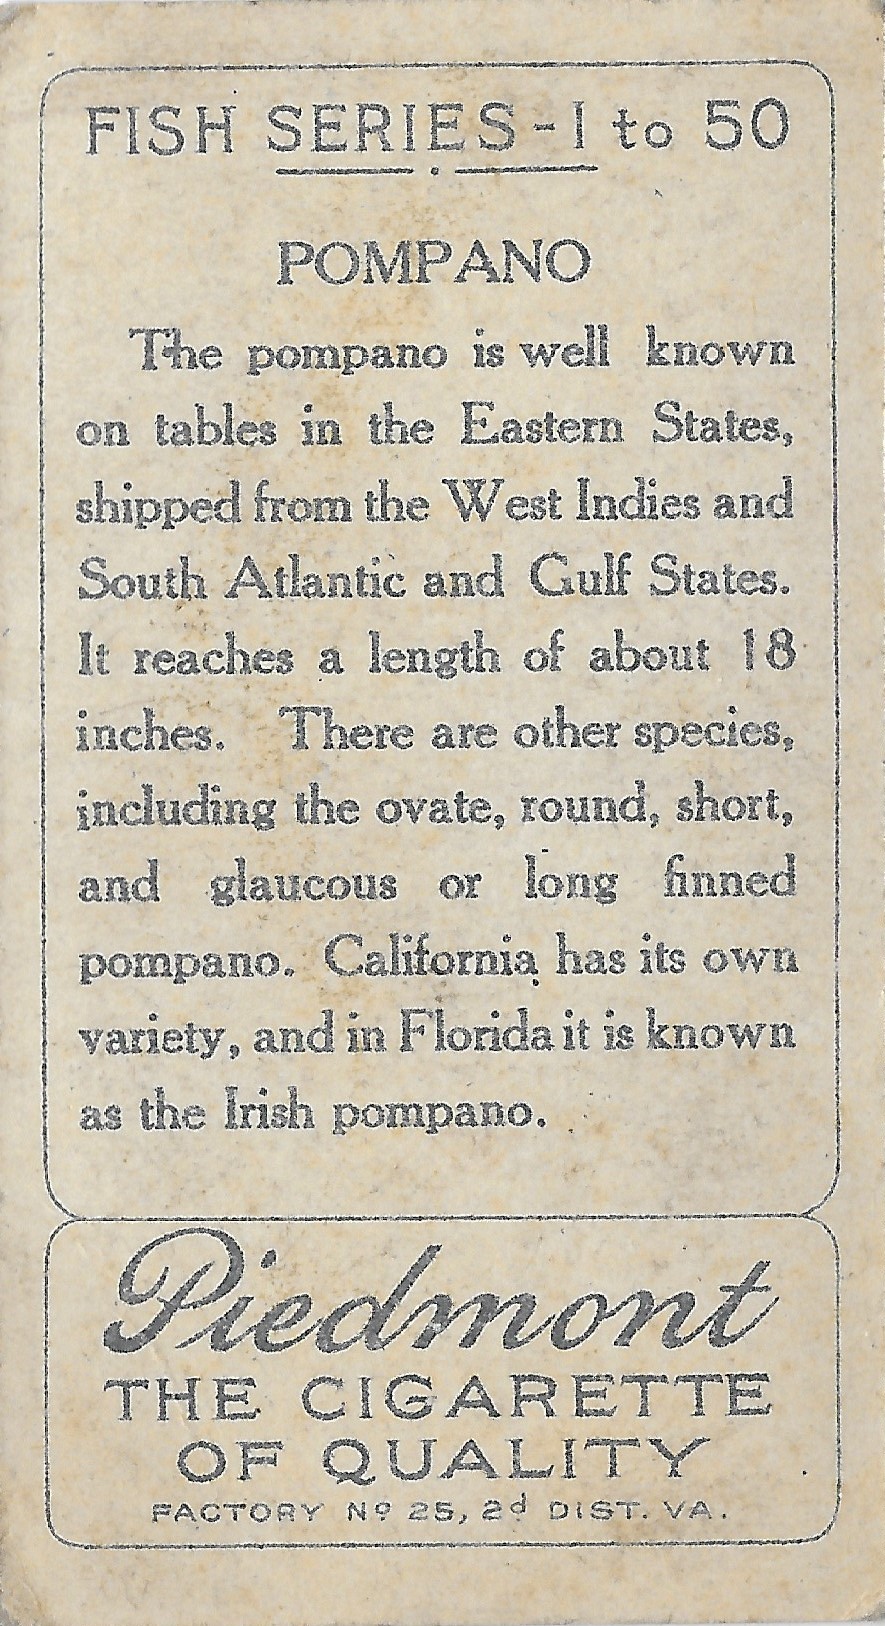 FISH SERIES - 1 to 50
POMPANO
The pompano is well known
on tables in the Eastern States,
shipped from the West Indies and
South Atlantic and Gulf States.
It reaches a length of about 18
inches. There are other species,
including the ovate, round, short,
and glaucous or long finned
pompano. California has its own
variety, and in Florida it is known
as the Irish pompano.
Piedmont
THE CIGARETTE
OF QUALITY
FACTORY Nº 25, 2d DIST. VA.